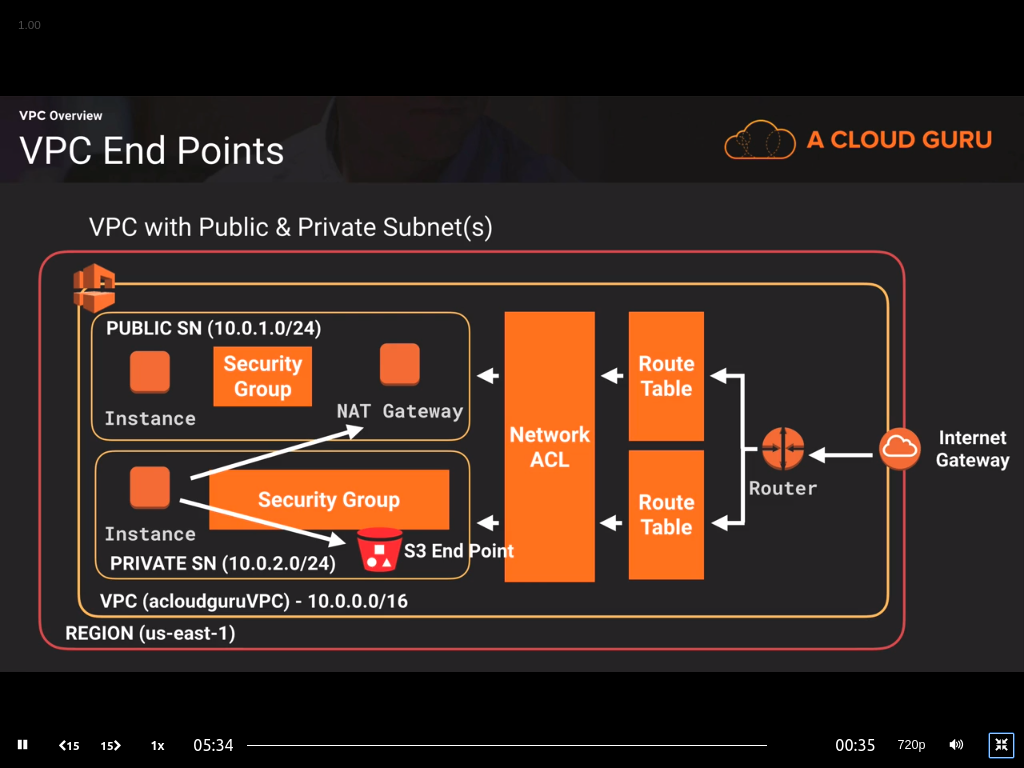 1.00
VPC Overview
VPC End Points
A CLOUD GURU
VPC with Public & Private Subnet(s)
PUBLIC SN (10.0.1.0/24)
Security
Group
Instance
NAT Gateway
Instance
Security Group
S3 End Point
PRIVATE SN (10.0.2.0/24)
VPC (acloudguruVPC) - 10.0.0.0/16
REGION (us-east-1)
Network
ACL
Route
Table
Route
Table
Router
Internet
Gateway
15
15
1x
05:34
00:35
720p